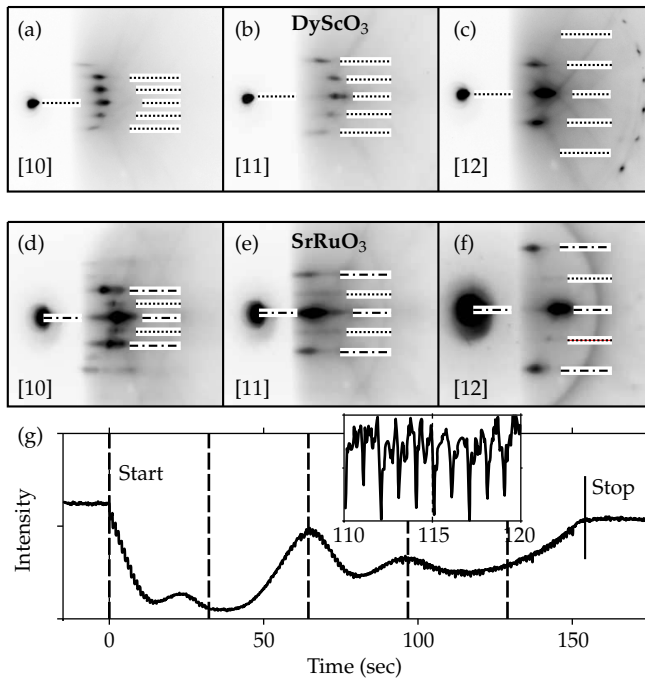 (a) (b) DyScO3 (c)
[10] [11] [12]
(d) (e) SrRuO3 (f)
[10] [11] [12]
(g)
Start
Stop
110 115 120
Intensity
0 50 100 150
Time (sec)